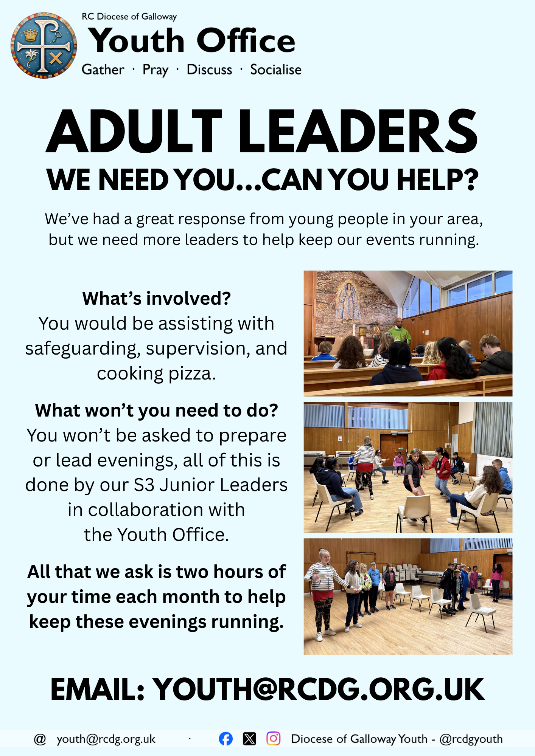 RC Diocese of Galloway
Youth Office
Gather · Pray · Discuss · Socialise
ADULT LEADERS
WE NEED YOU...CAN YOU HELP?
We’ve had a great response from young people in your area,
but we need more leaders to help keep our events running.
What’s involved?
You would be assisting with
safeguarding, supervision, and
cooking pizza.
What won’t you need to do?
You won’t be asked to prepare
or lead evenings, all of this is
done by our S3 Junior Leaders
in collaboration with
the Youth Office.
All that we ask is two hours of
your time each month to help
keep these evenings running.
EMAIL: YOUTH@RCDG.ORG.UK
@ youth@rcdg.org.uk · Diocese of Galloway Youth - @rcdgyouth